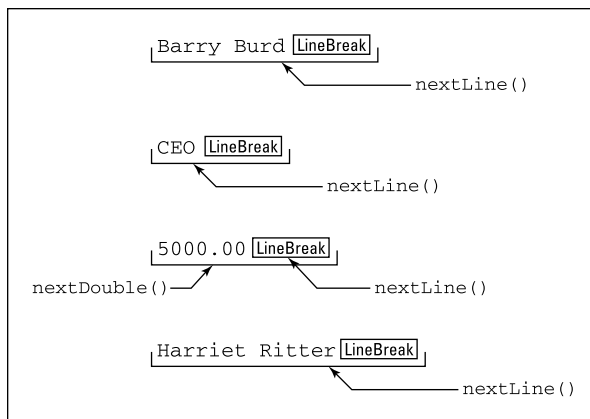 Barry Burd LineBreak
nextLine()
CEO LineBreak
nextLine()
5000.00 LineBreak
nextDouble() nextLine()
Harriet Ritter LineBreak
nextLine()